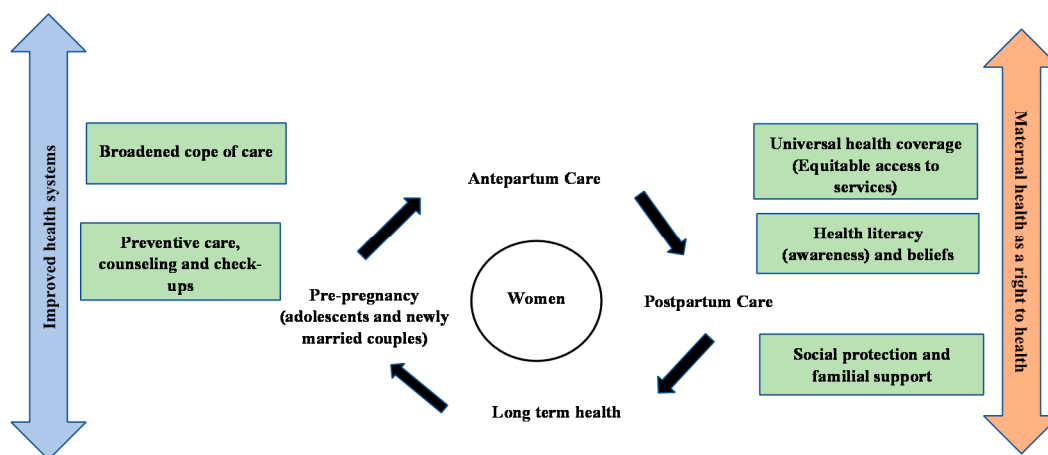 Improved health systems
Broadened cope of care
Preventive care,
counseling and check-
ups
Antepartum Care
Pre-pregnancy
(adolescents and newly
married couples)
Women
Postpartum Care
Long term health
Universal health coverage
(Equitable access to
services)
Health literacy
(awareness) and beliefs
Social protection and
familial support
Maternal health as a right to
health